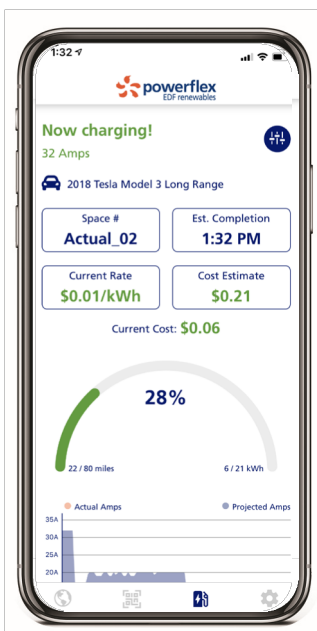 1:32
powerflex
EDF renewables
Now charging!
32 Amps
2018 Tesla Model 3 Long Range
Space #
Actual_02
Est. Completion
1:32 PM
Current Rate
$0.01/kWh
Cost Estimate
$0.21
Current Cost: $0.06
28%
22 / 80 miles
6 / 21 kWh
Actual Amps
Projected Amps
35A
30A
25A
20A